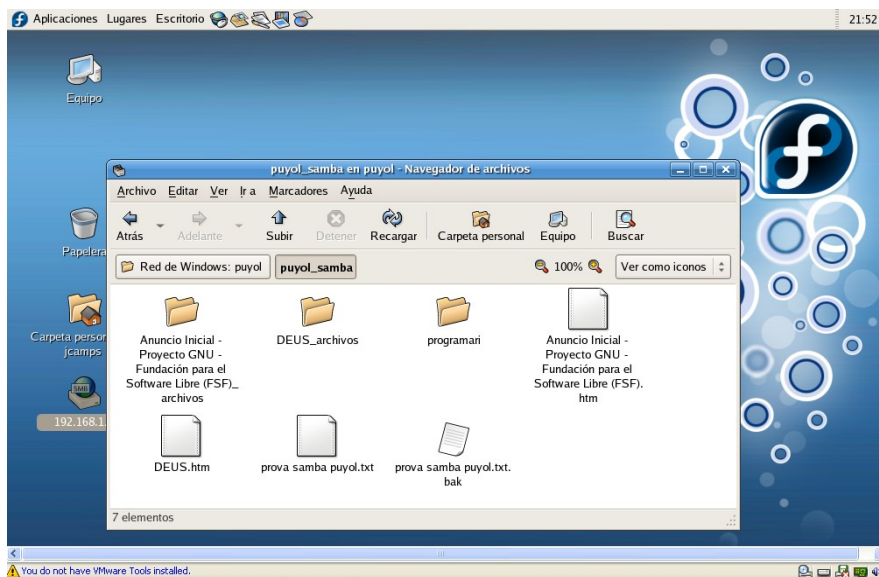 Aplicaciones Lugares Escritorio 21:52
Equipo
puyol_samba en puyol - Navegador de archivos
Archivo Editar Ver Ir a Marcadores Ayuda
Atrás Adelante Subir Detener Recargar Carpeta personal Equipo Buscar
Papelera
Red de Windows: puyol puyol_samba 100% Ver como iconos
Carpeta person
jcamps
Anuncio Inicial -
Proyecto GNU -
Fundación para el
Software Libre (FSF)_
archivos
DEUS_archivos
programari
Anuncio Inicial -
Proyecto GNU -
Fundación para el
Software Libre (FSF).
htm
SMB
192.168.1.
DEUS.htm
prova samba puyol.txt
prova samba puyol.txt.
bak
7 elementos
You do not have VMware Tools installed.